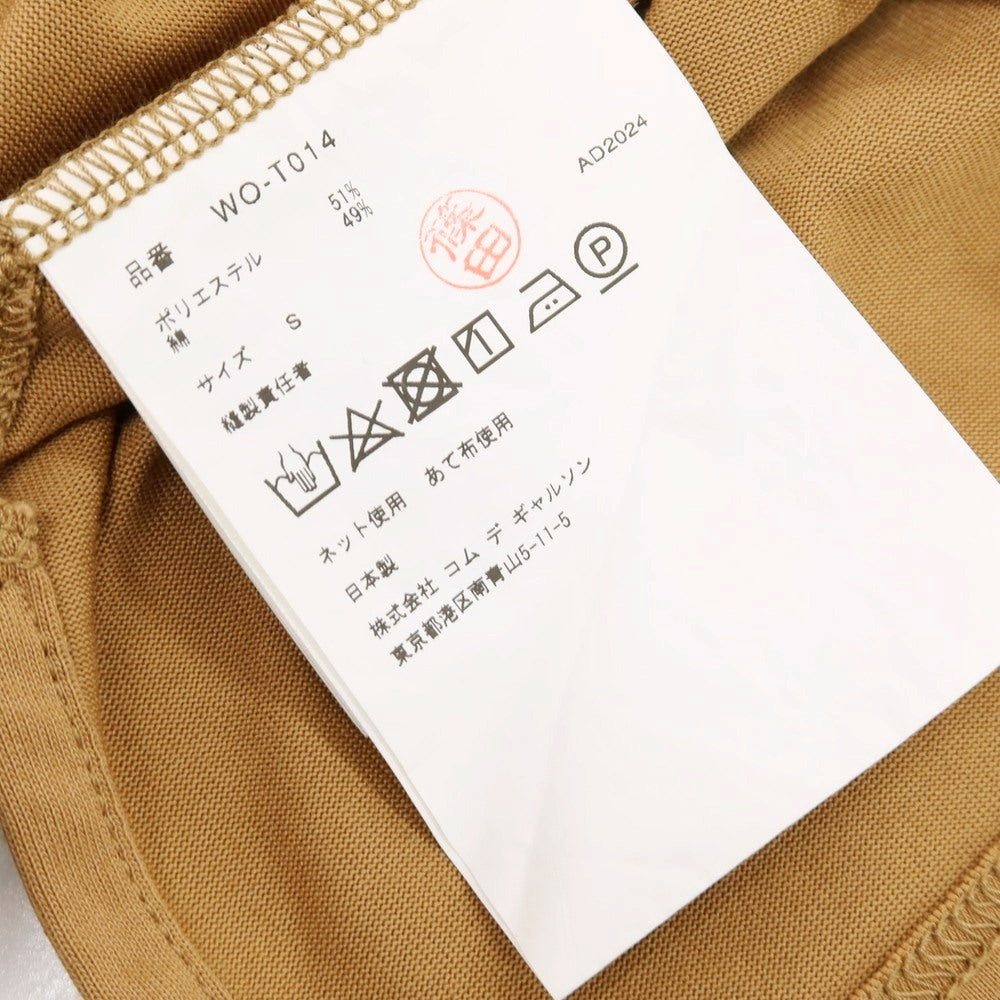 品番 WO-T014
AD2024
ポリエステル 51%
綿 49%
サイズ S
縫製責任者
田
P
ネット使用 あて布使用
日本製
株式会社 コム デ ギャルソン
東京都港区南青山5-11-5